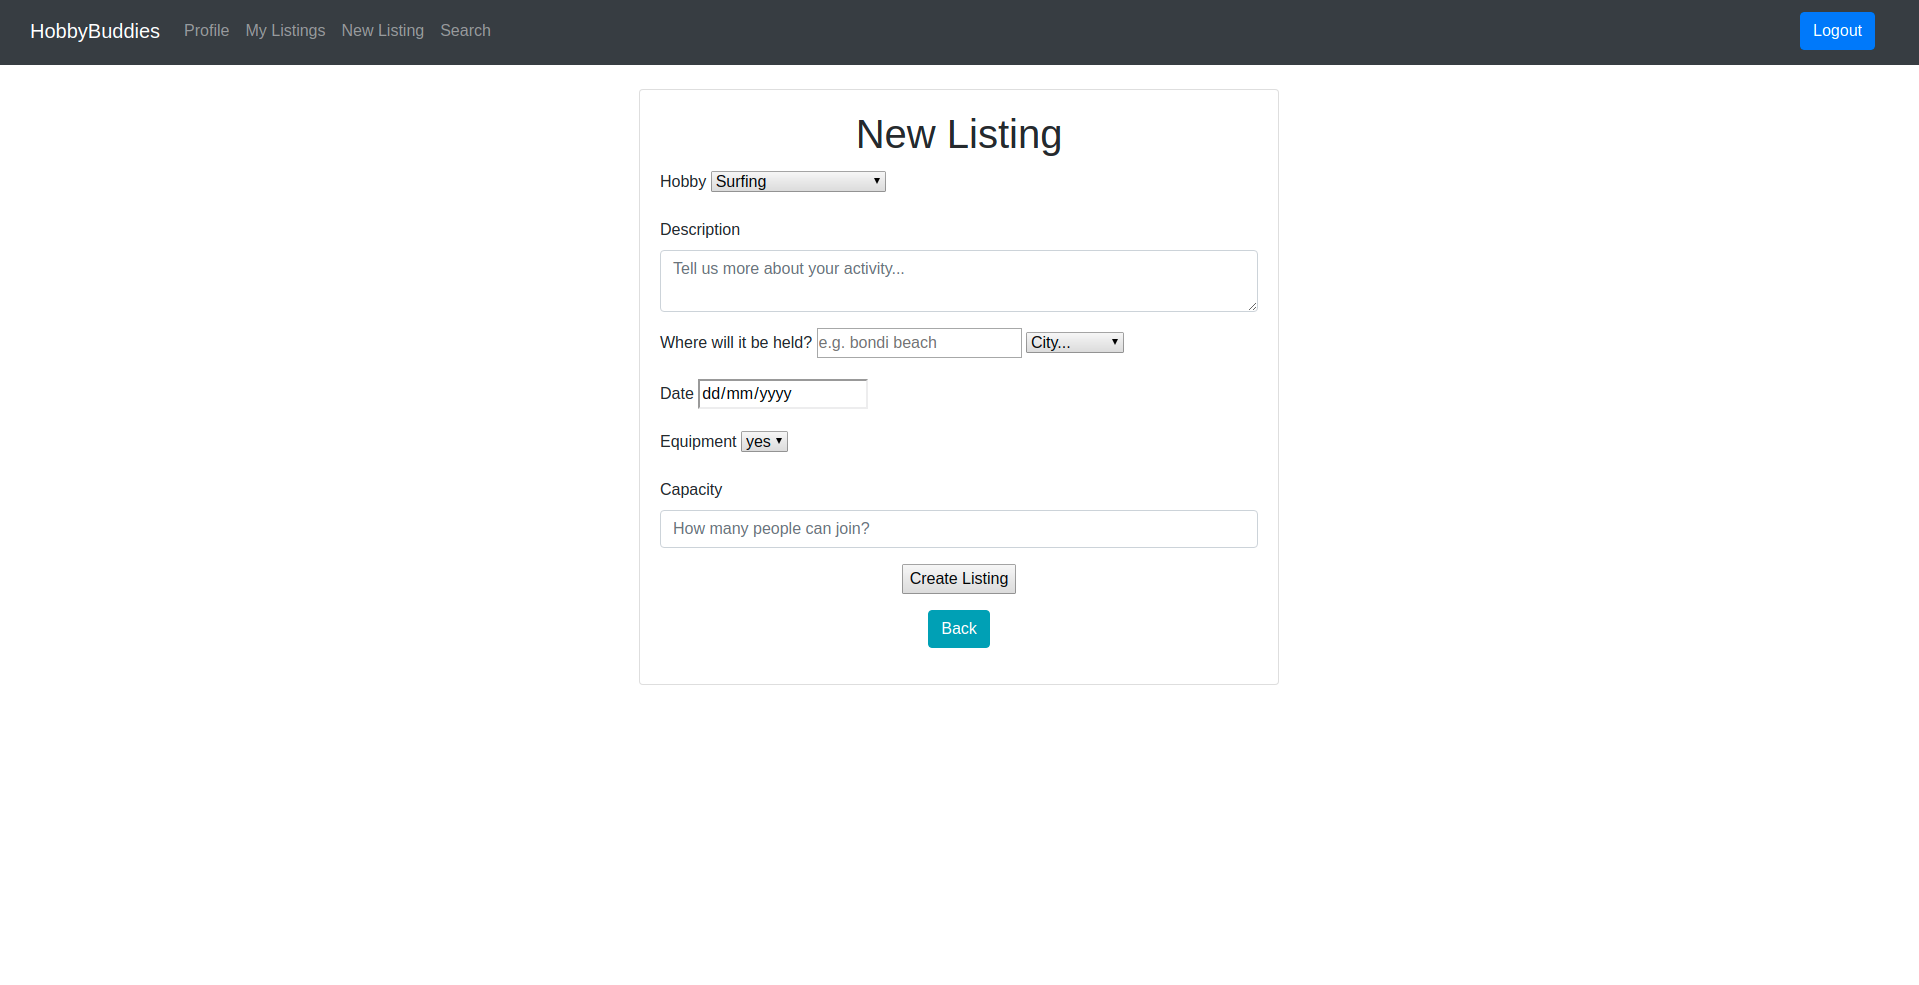 HobbyBuddies Profile My Listings New Listing Search Logout
New Listing
Hobby Surfing
Description
Tell us more about your activity...
Where will it be held? e.g. bondi beach City...
Date dd/mm/yyyy
Equipment yes
Capacity
How many people can join?
Create Listing
Back